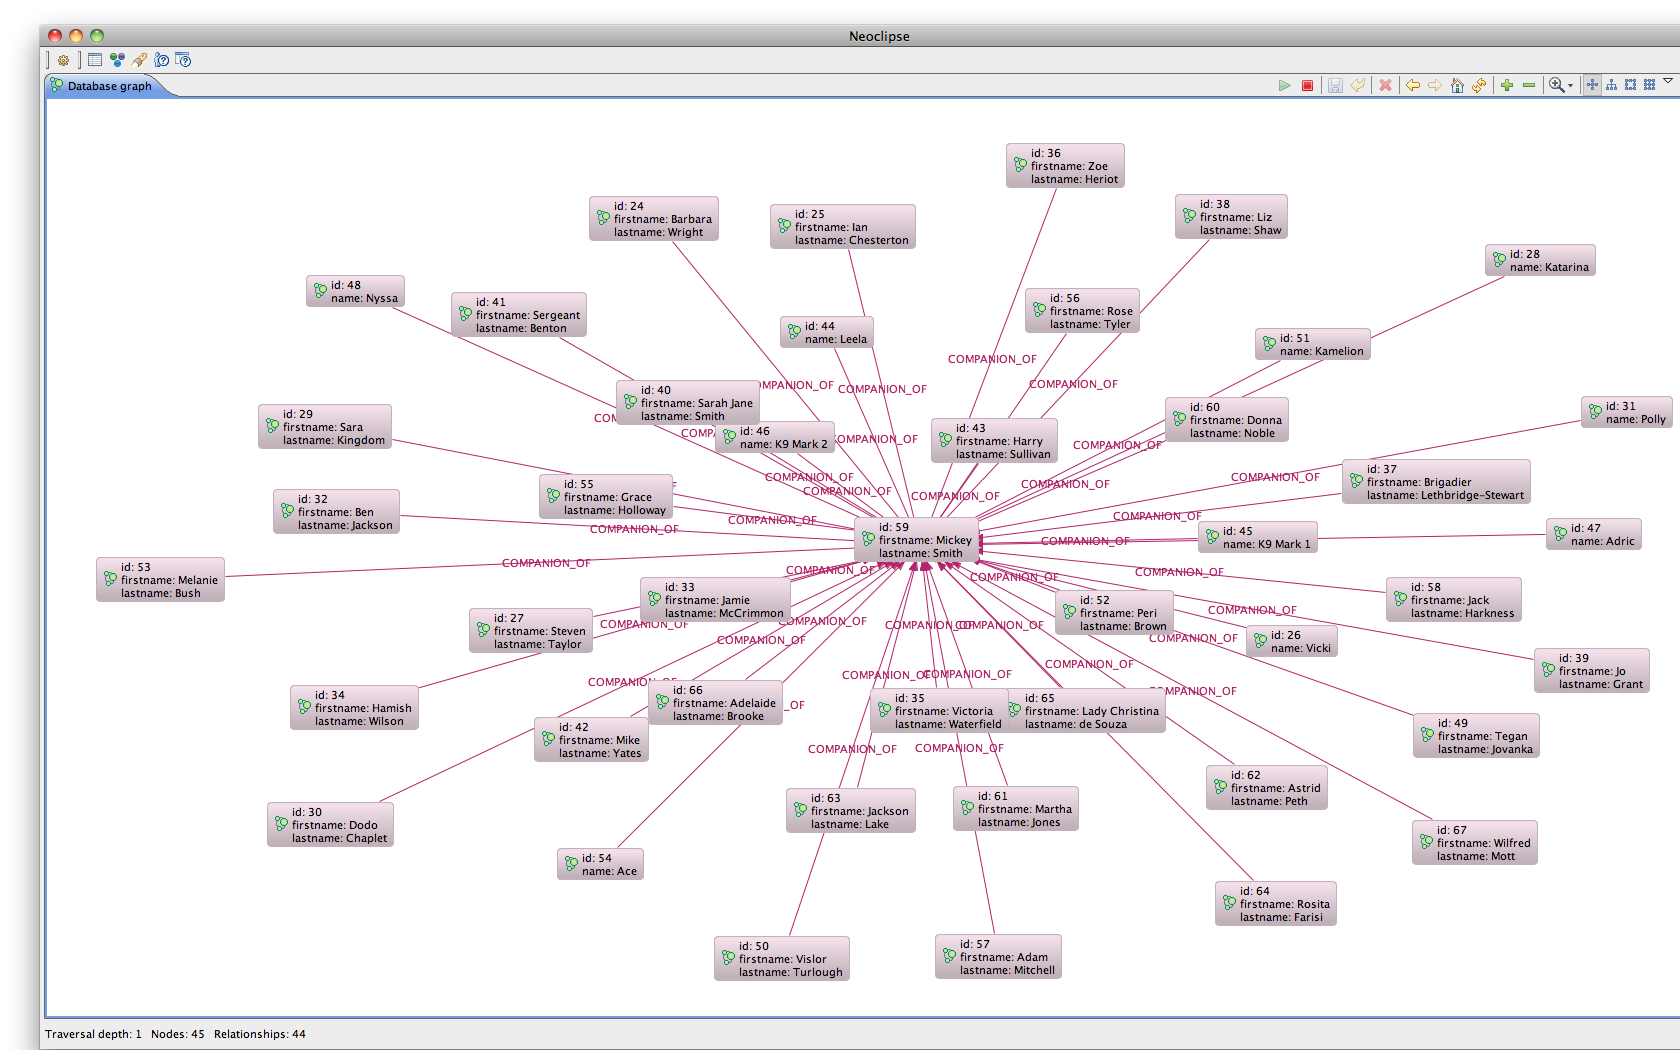 Neoclipse
Database graph
id: 36
firstname: Zoe
lastname: Heriot
id: 24
firstname: Barbara
lastname: Wright
id: 25
firstname: Ian
lastname: Chesterton
id: 38
firstname: Liz
lastname: Shaw
id: 28
name: Katarina
id: 48
name: Nyssa
id: 41
firstname: Sergeant
lastname: Benton
id: 44
name: Leela
id: 56
firstname: Rose
lastname: Tyler
id: 51
name: Kamelion
COMPANION_OF
COMPANION_OF
COMPANION_OF
id: 40
firstname: Sarah Jane
lastname: Smith
id: 29
firstname: Sara
lastname: Kingdom
id: 46
name: K9 Mark 2
id: 43
firstname: Harry
lastname: Sullivan
id: 60
firstname: Donna
lastname: Noble
id: 31
name: Polly
COMPANION_OF
COMPANION_OF
COMPANION_OF
COMPANION_OF
COMPANION_OF
COMPANION_OF
COMPANION_OF
id: 37
firstname: Brigadier
lastname: Lethbridge-Stewart
id: 55
firstname: Grace
lastname: Holloway
id: 32
firstname: Ben
lastname: Jackson
COMPANION_OF
COMPANION_OF
COMPANION_OF
id: 59
firstname: Mickey
lastname: Smith
COMPANION_OF
id: 45
name: K9 Mark 1
id: 47
name: Adric
COMPANION_OF
id: 53
firstname: Melanie
lastname: Bush
COMPANION_OF
COMPANION_OF
COMPANION_OF
id: 33
firstname: Jamie
lastname: McCrimmon
id: 52
firstname: Peri
lastname: Brown
id: 58
firstname: Jack
lastname: Harkness
COMPANION_OF
id: 27
firstname: Steven
lastname: Taylor
COMPANION_OF
COMPANION_OF
COMPANION_OF
COMPANION_OF
COMPANION_OF
COMPANION_OF
COMPANION_OF
id: 26
name: Vicki
id: 39
firstname: Jo
lastname: Grant
COMPANION_OF
COMPANION_OF
COMPANION_OF
COMPANION_OF
COMPANION_OF
id: 34
firstname: Hamish
lastname: Wilson
id: 66
firstname: Adelaide
lastname: Brooke
id: 35
firstname: Victoria
lastname: Waterfield
id: 65
firstname: Lady Christina
lastname: de Souza
id: 42
firstname: Mike
lastname: Yates
id: 49
firstname: Tegan
lastname: Jovanka
COMPANION_OF
COMPANION_OF
id: 62
firstname: Astrid
lastname: Peth
id: 30
firstname: Dodo
lastname: Chaplet
id: 63
firstname: Jackson
lastname: Lake
id: 61
firstname: Martha
lastname: Jones
id: 67
firstname: Wilfred
lastname: Mott
id: 54
name: Ace
id: 64
firstname: Rosita
lastname: Farisi
id: 50
firstname: Vislor
lastname: Turlough
id: 57
firstname: Adam
lastname: Mitchell
Traversal depth: 1 Nodes: 45 Relationships: 44